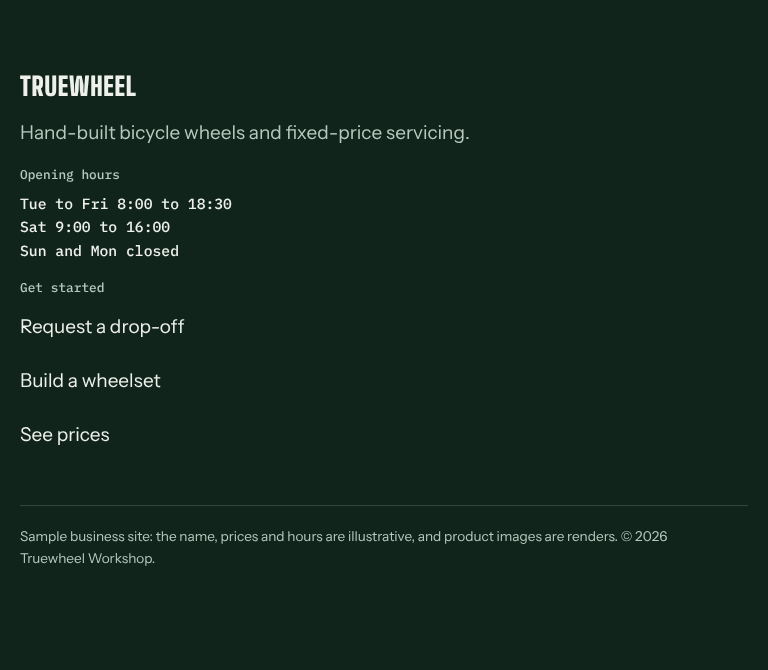 TRUEWHEEL
Hand-built bicycle wheels and fixed-price servicing.
Opening hours
Tue to Fri 8:00 to 18:30
Sat 9:00 to 16:00
Sun and Mon closed
Get started
Request a drop-off
Build a wheelset
See prices
Sample business site: the name, prices and hours are illustrative, and product images are renders. © 2026
Truewheel Workshop.